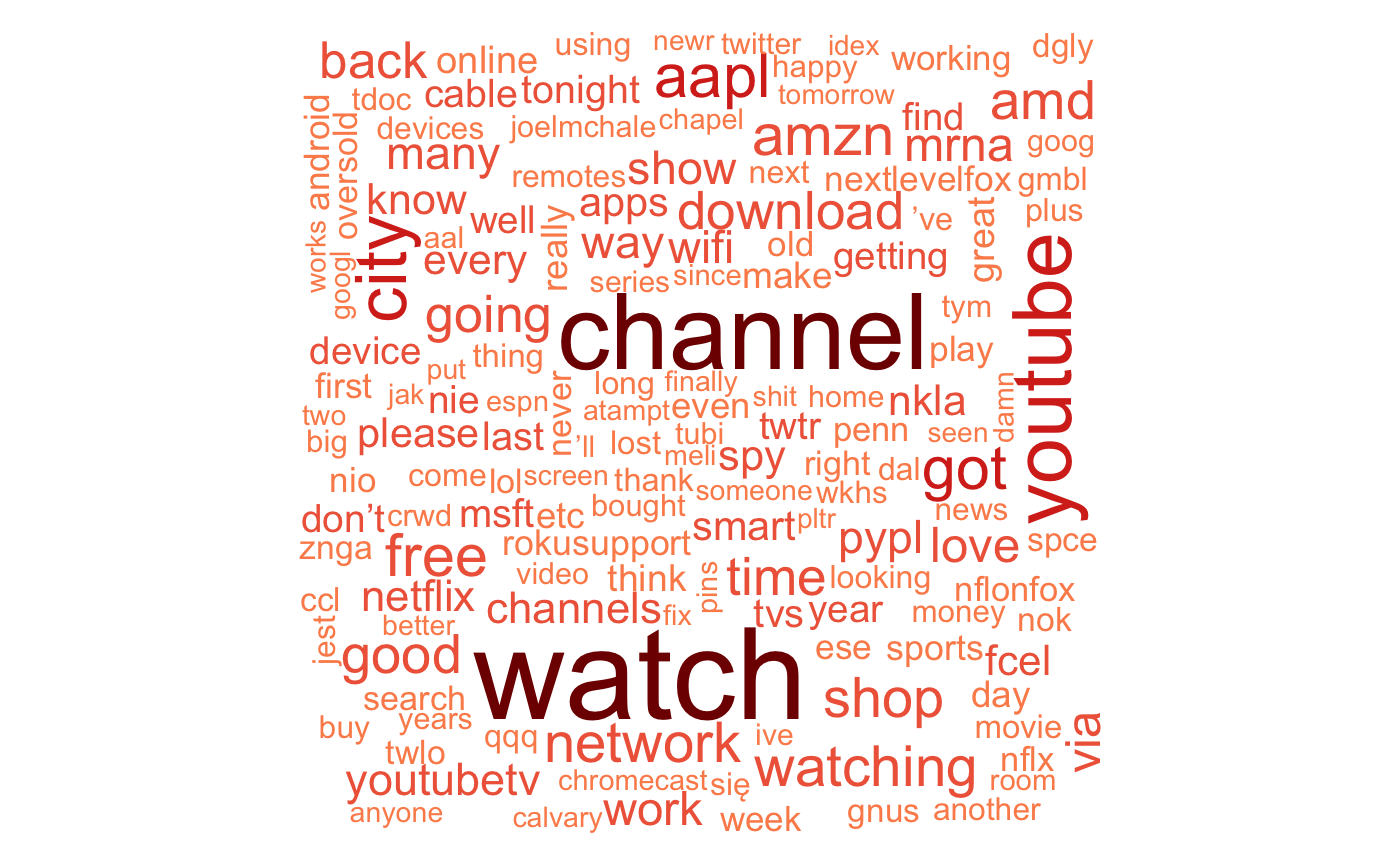 back online using newr twitter idex working dgly
tdoc cable tonight aapl happy tomorrow amd
android oversold devices joelmchale chapel amzn find mrna goog
many remotes show next nextlevelfox gmbl
know well apps download 've plus
works googl city aal every really way wifi old getting great
series since make
going channel tym youtube
device put thing play
first jak nie espn never long finally shit home nkla damn
two atampt even
big please last 'll lost tubi twtr penn seen
meli spy
nio come lol screen thank someone wkhs right dal got
don't crwd msft etc bought smart pltr news
znga free rokusupport pypl love spce
video think pins time looking nflonfox
ccl netflix channels fix tvs year money nok
jest better
good watch ese sports fcel
search shop day
buy years movie via
twlo qqq network ive watching nflx
youtubetv chromecast się room
anyone calvary work week gnus another